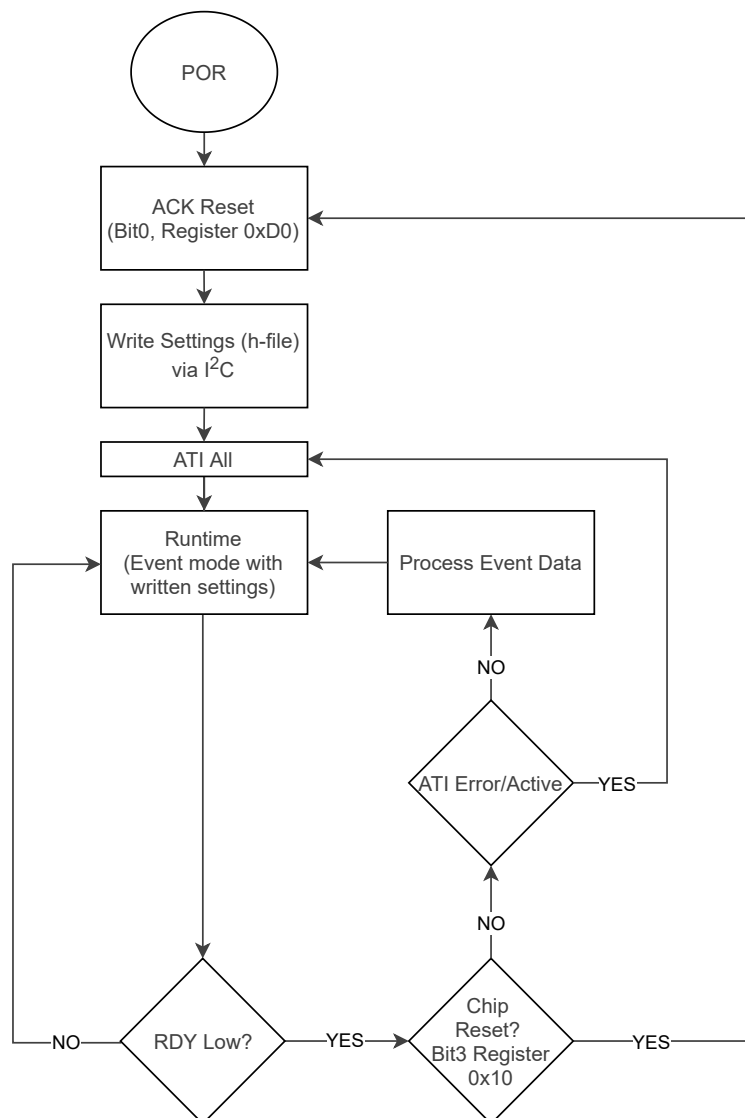 POR
ACK Reset
(Bit0, Register 0xD0)
Write Settings (h-file)
via I²C
ATI All
Runtime
(Event mode with
written settings)
Process Event Data
NO
ATI Error/Active
YES
NO
RDY Low?
NO
YES
Chip
Reset?
Bit3 Register
0x10
YES